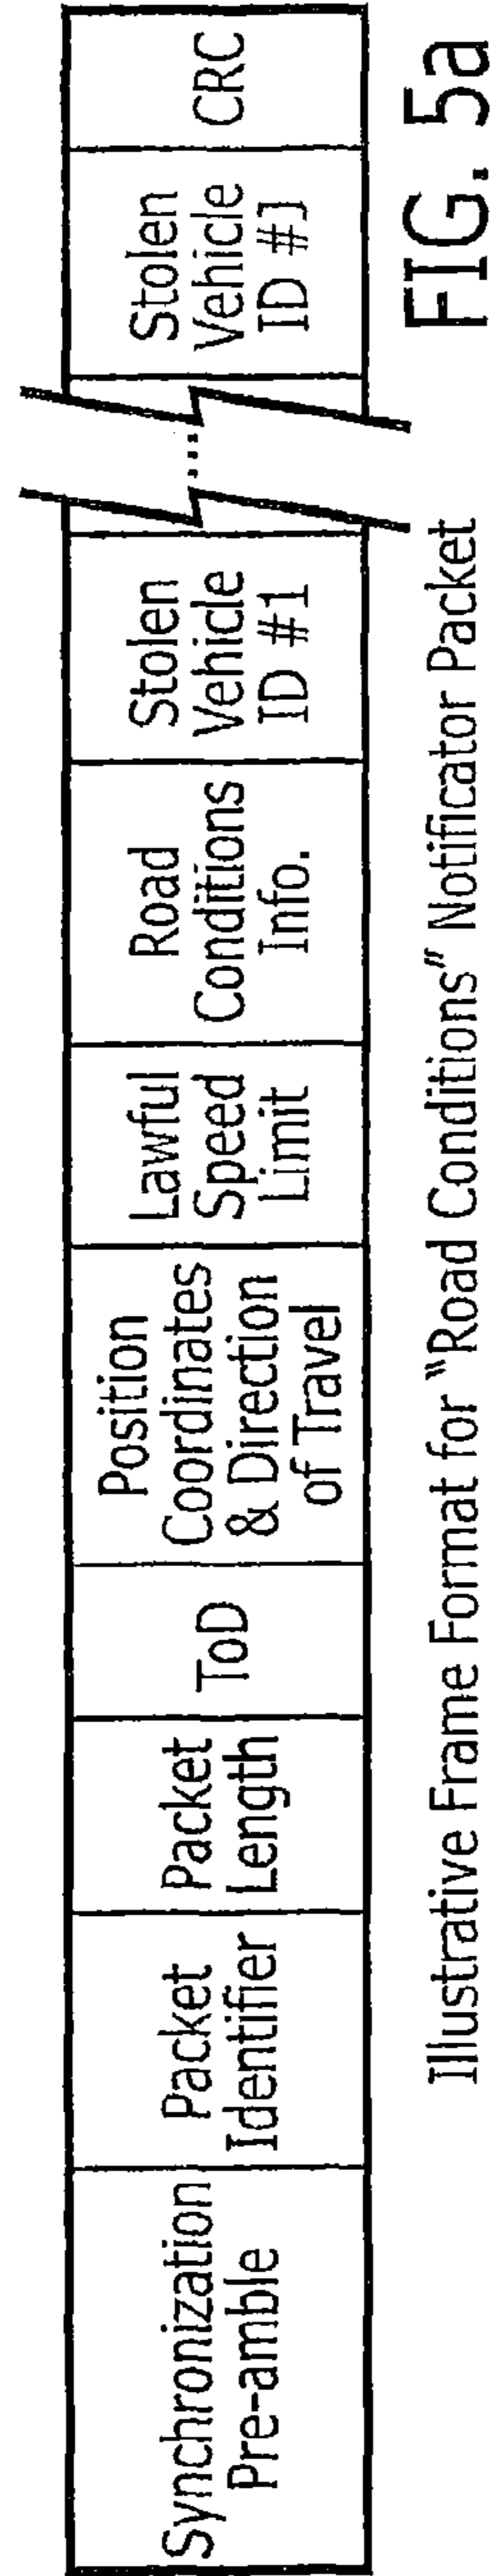 Synchronization
Pre-amble
Packet
Identifier
Packet
Length
ToD
Position
Coordinates
& Direction
of Travel
Lawful
Speed
Limit
Road
Conditions
Info.
Stolen
Vehicle
ID #1
...
Stolen
Vehicle
ID #J
CRC
Illustrative Frame Format for “Road Conditions” Notificator Packet
FIG. 5a